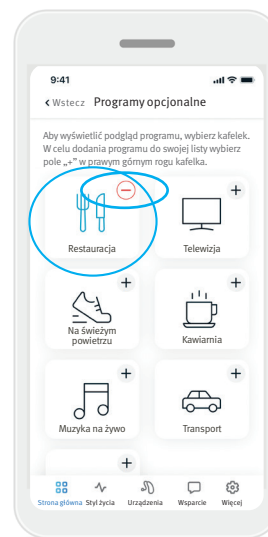 9:41
Wstecz Programy opcjonalne
Aby wyświetlić podgląd programu, wybierz kafelek.
W celu dodania programu do swojej listy wybierz
pole „+” w prawym górnym rogu kafelka.
Restauracja
Telewizja
Na świeżym
powietrzu
Kawiarnia
Muzyka na żywo
Transport
Strona główna Styl życia Urządzenia Wsparcie Więcej